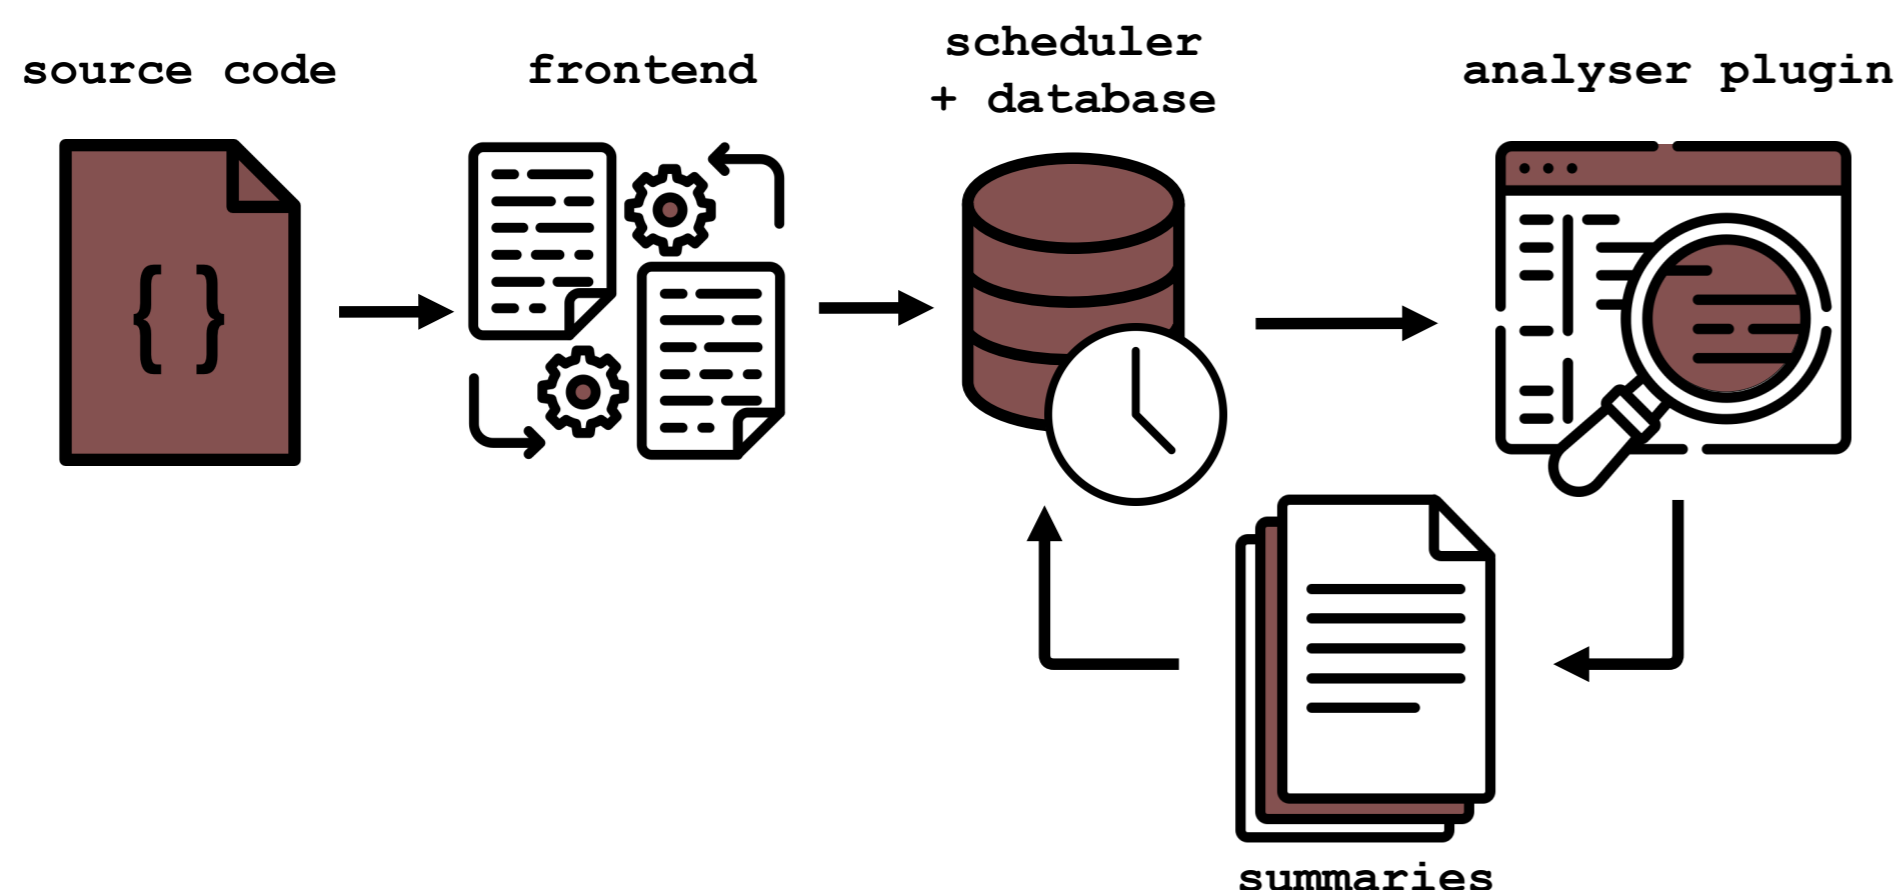 source code
frontend
scheduler
+ database
analyser plugin
{ }
summaries